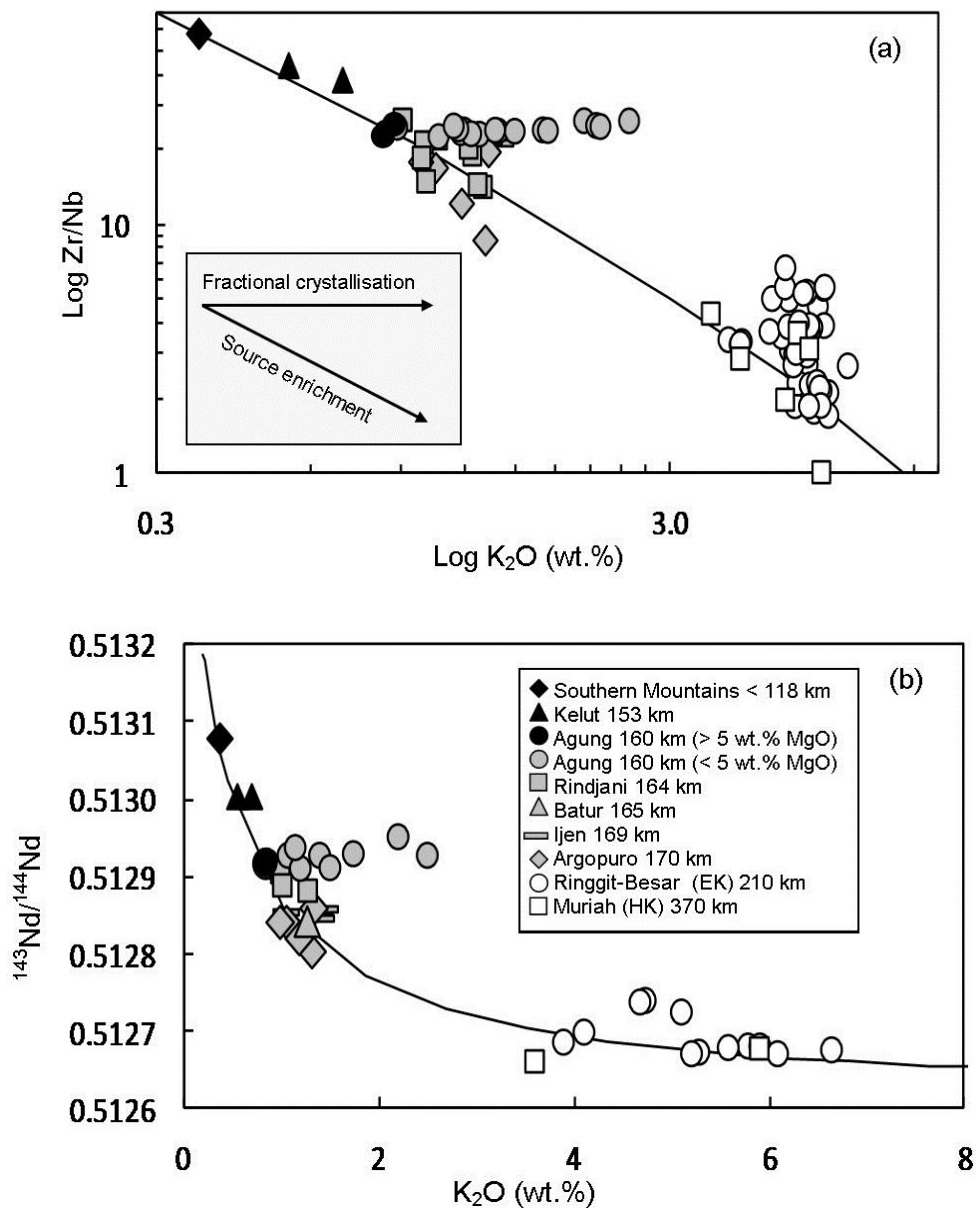 (a)
Log Zr/Nb
10
1
Fractional crystallisation
Source enrichment
0.3
3.0
Log K₂O (wt.%)
(b)
¹⁴³Nd/¹⁴⁴Nd
0.5132
0.5131
0.5130
0.5129
0.5128
0.5127
0.5126
Southern Mountains < 118 km
Kelut 153 km
Agung 160 km (> 5 wt.% MgO)
Agung 160 km (< 5 wt.% MgO)
Rindjani 164 km
Batur 165 km
Ijen 169 km
Argopuro 170 km
Ringgit-Besar (EK) 210 km
Muriah (HK) 370 km
0
2
4
6
8
K₂O (wt.%)